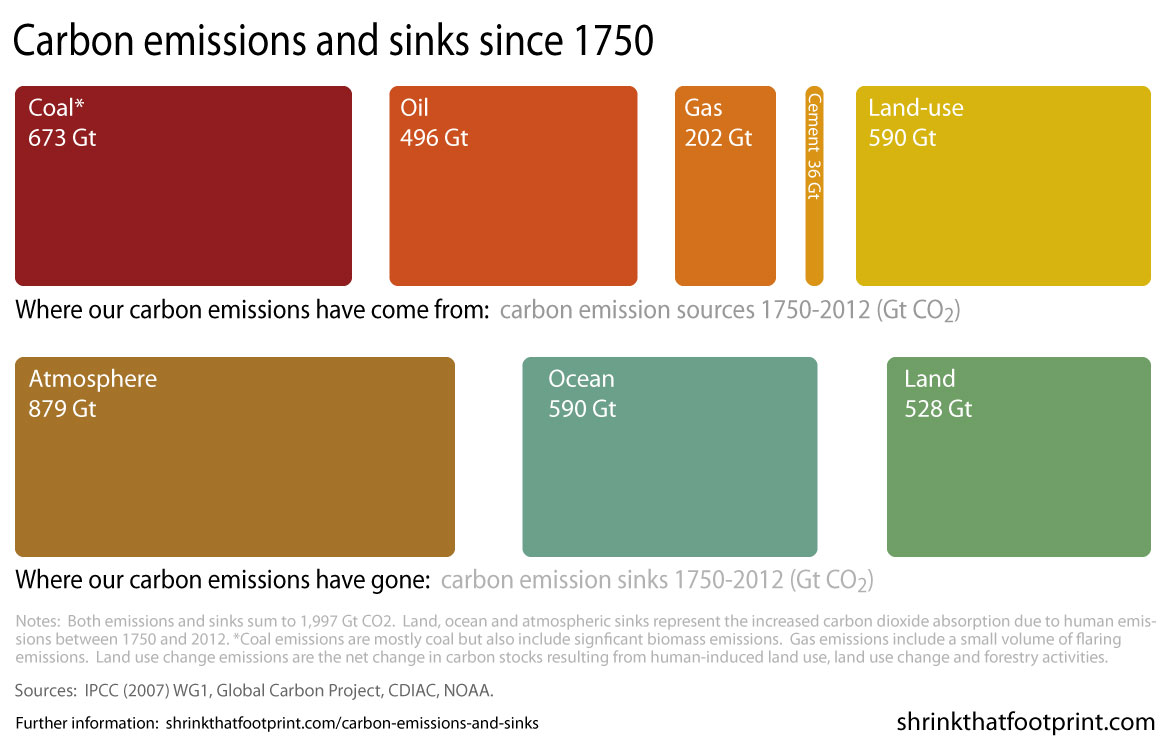 Carbon emissions and sinks since 1750
Coal*
673 Gt
Oil
496 Gt
Gas
202 Gt
Cement 36 Gt
Land-use
590 Gt
Where our carbon emissions have come from: carbon emission sources 1750-2012 (Gt CO₂)
Atmosphere
879 Gt
Ocean
590 Gt
Land
528 Gt
Where our carbon emissions have gone: carbon emission sinks 1750-2012 (Gt CO₂)
Notes: Both emissions and sinks sum to 1,997 Gt CO2. Land, ocean and atmospheric sinks represent the increased carbon dioxide absorption due to human emis-
sions between 1750 and 2012. *Coal emissions are mostly coal but also include signficant biomass emissions. Gas emissions include a small volume of flaring
emissions. Land use change emissions are the net change in carbon stocks resulting from human-induced land use, land use change and forestry activities.
Sources: IPCC (2007) WG1, Global Carbon Project, CDIAC, NOAA.
Further information: shrinkthatfootprint.com/carbon-emissions-and-sinks
shrinkthatfootprint.com